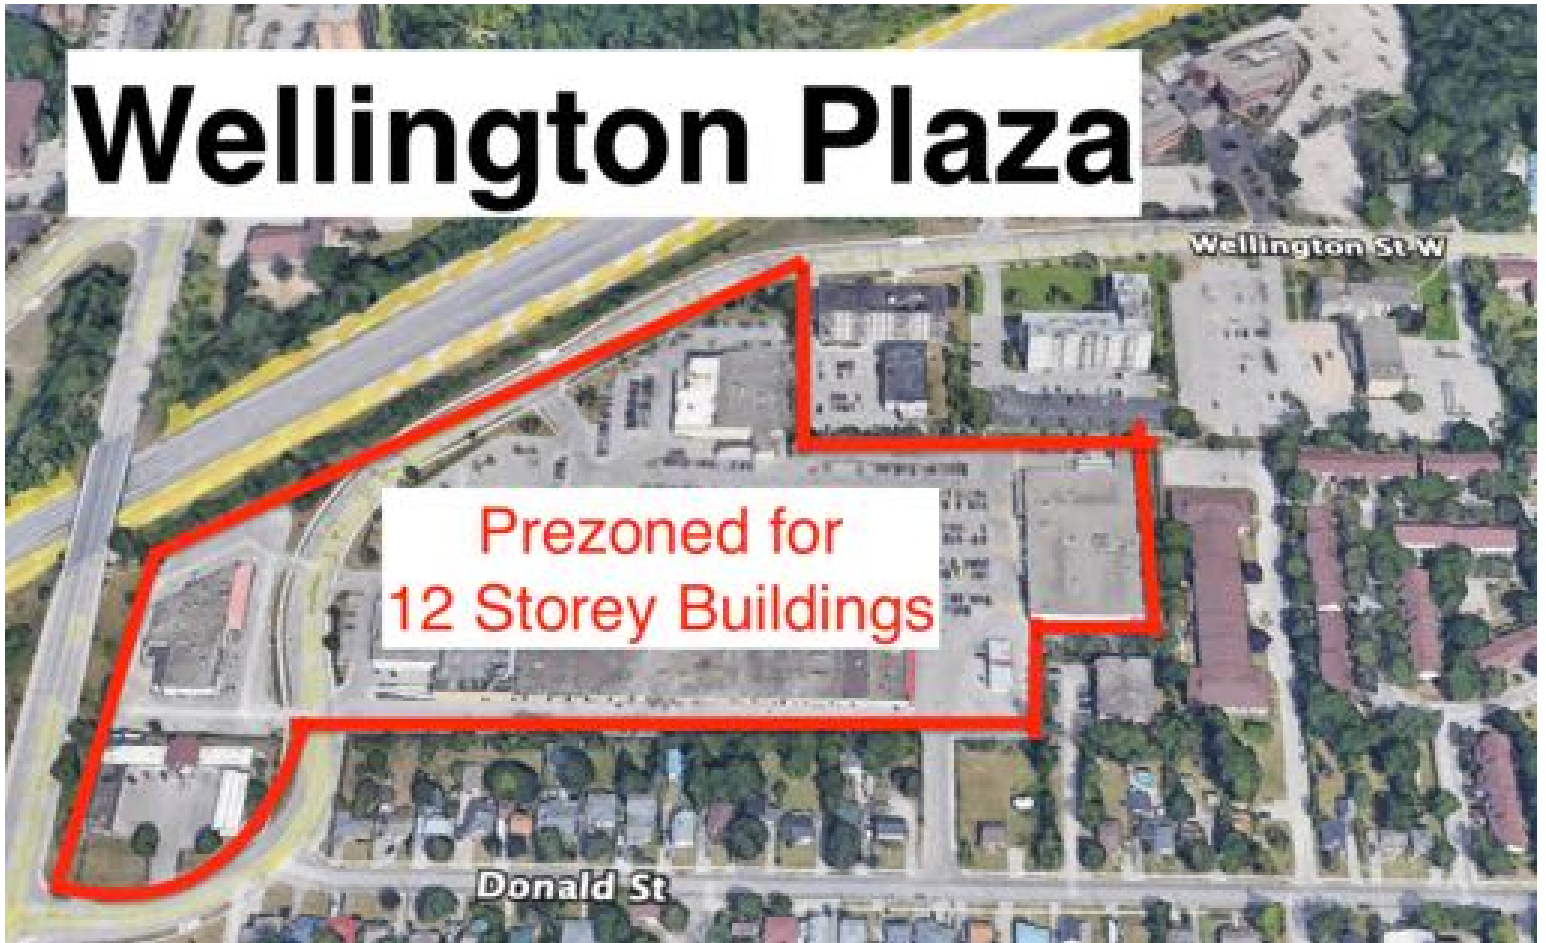 Wellington Plaza
Wellington St W
Prezoned for
12 Storey Buildings
Donald St